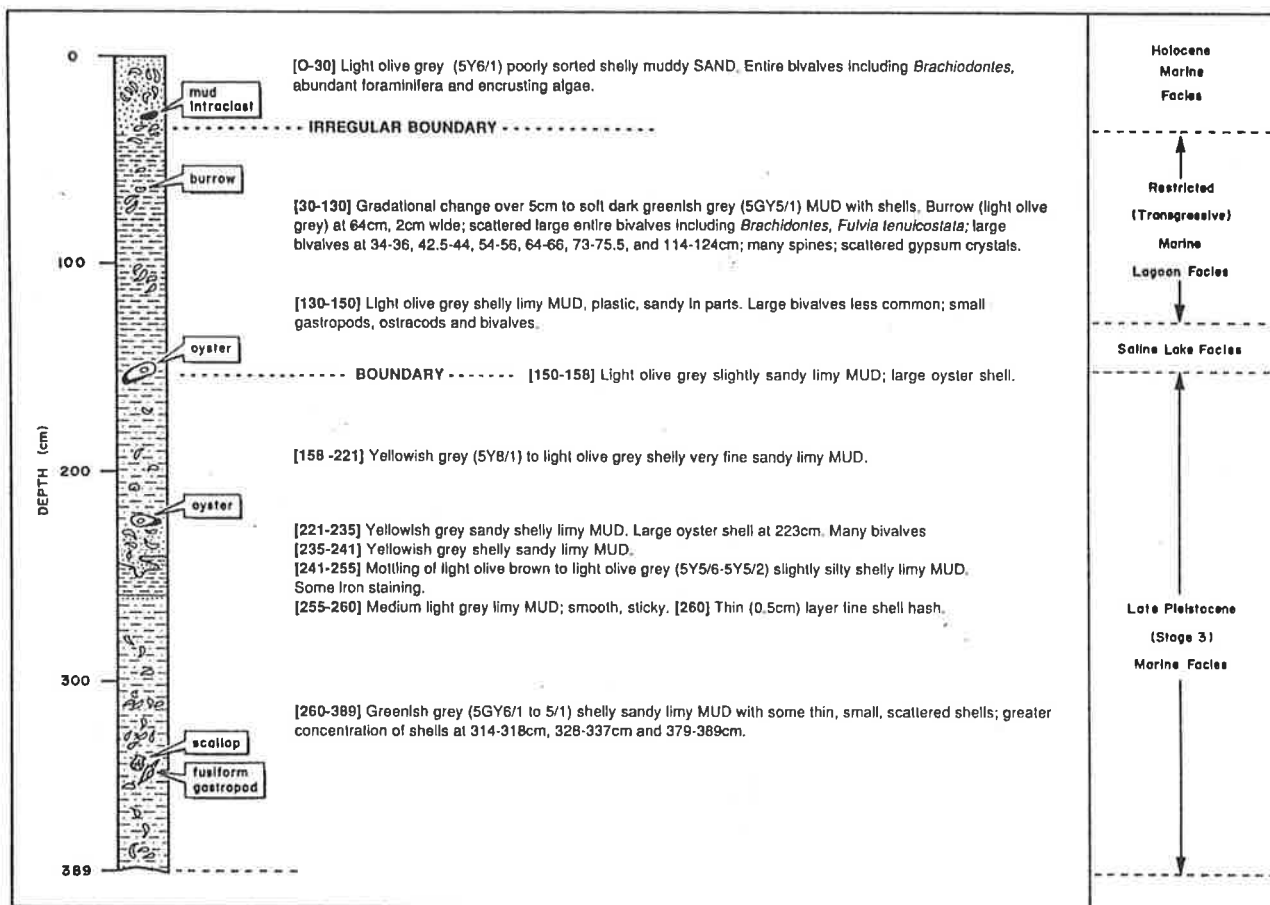 0
[O-30] Light olive grey (5Y6/1) poorly sorted shelly muddy SAND. Entire bivalves including Brachiodontes,
abundant foraminifera and encrusting algae.
mud
intraclast
IRREGULAR BOUNDARY
burrow
[30-130] Gradational change over 5cm to soft dark greenish grey (5GY5/1) MUD with shells. Burrow (light olive
grey) at 64cm, 2cm wide; scattered large entire bivalves including Brachidontes, Fulvia tenuicostata; large
bivalves at 34-36, 42.5-44, 54-56, 64-66, 73-75.5, and 114-124cm; many spines; scattered gypsum crystals.
100
[130-150] Light olive grey shelly limy MUD, plastic, sandy in parts. Large bivalves less common; small
gastropods, ostracods and bivalves.
oyster
BOUNDARY
[150-158] Light olive grey slightly sandy limy MUD; large oyster shell.
DEPTH (cm)
[158 -221] Yellowish grey (5Y8/1) to light olive grey shelly very fine sandy limy MUD.
200
oyster
[221-235] Yellowish grey sandy shelly limy MUD. Large oyster shell at 223cm. Many bivalves
[235-241] Yellowish grey shelly sandy limy MUD.
[241-255] Mottling of light olive brown to light olive grey (5Y5/6-5Y5/2) slightly silty shelly limy MUD.
Some iron staining.
[255-260] Medium light grey limy MUD; smooth, sticky. [260] Thin (0.5cm) layer fine shell hash.
300
[260-389] Greenish grey (5GY6/1 to 5/1) shelly sandy limy MUD with some thin, small, scattered shells; greater
concentration of shells at 314-318cm, 328-337cm and 379-389cm.
scallop
fusiform
gastropod
389
Holocene
Marine
Facies
Restricted
(Transgressive)
Marine
Lagoon Facies
Saline Lake Facies
Late Pleistocene
(Stage 3)
Marine Facies